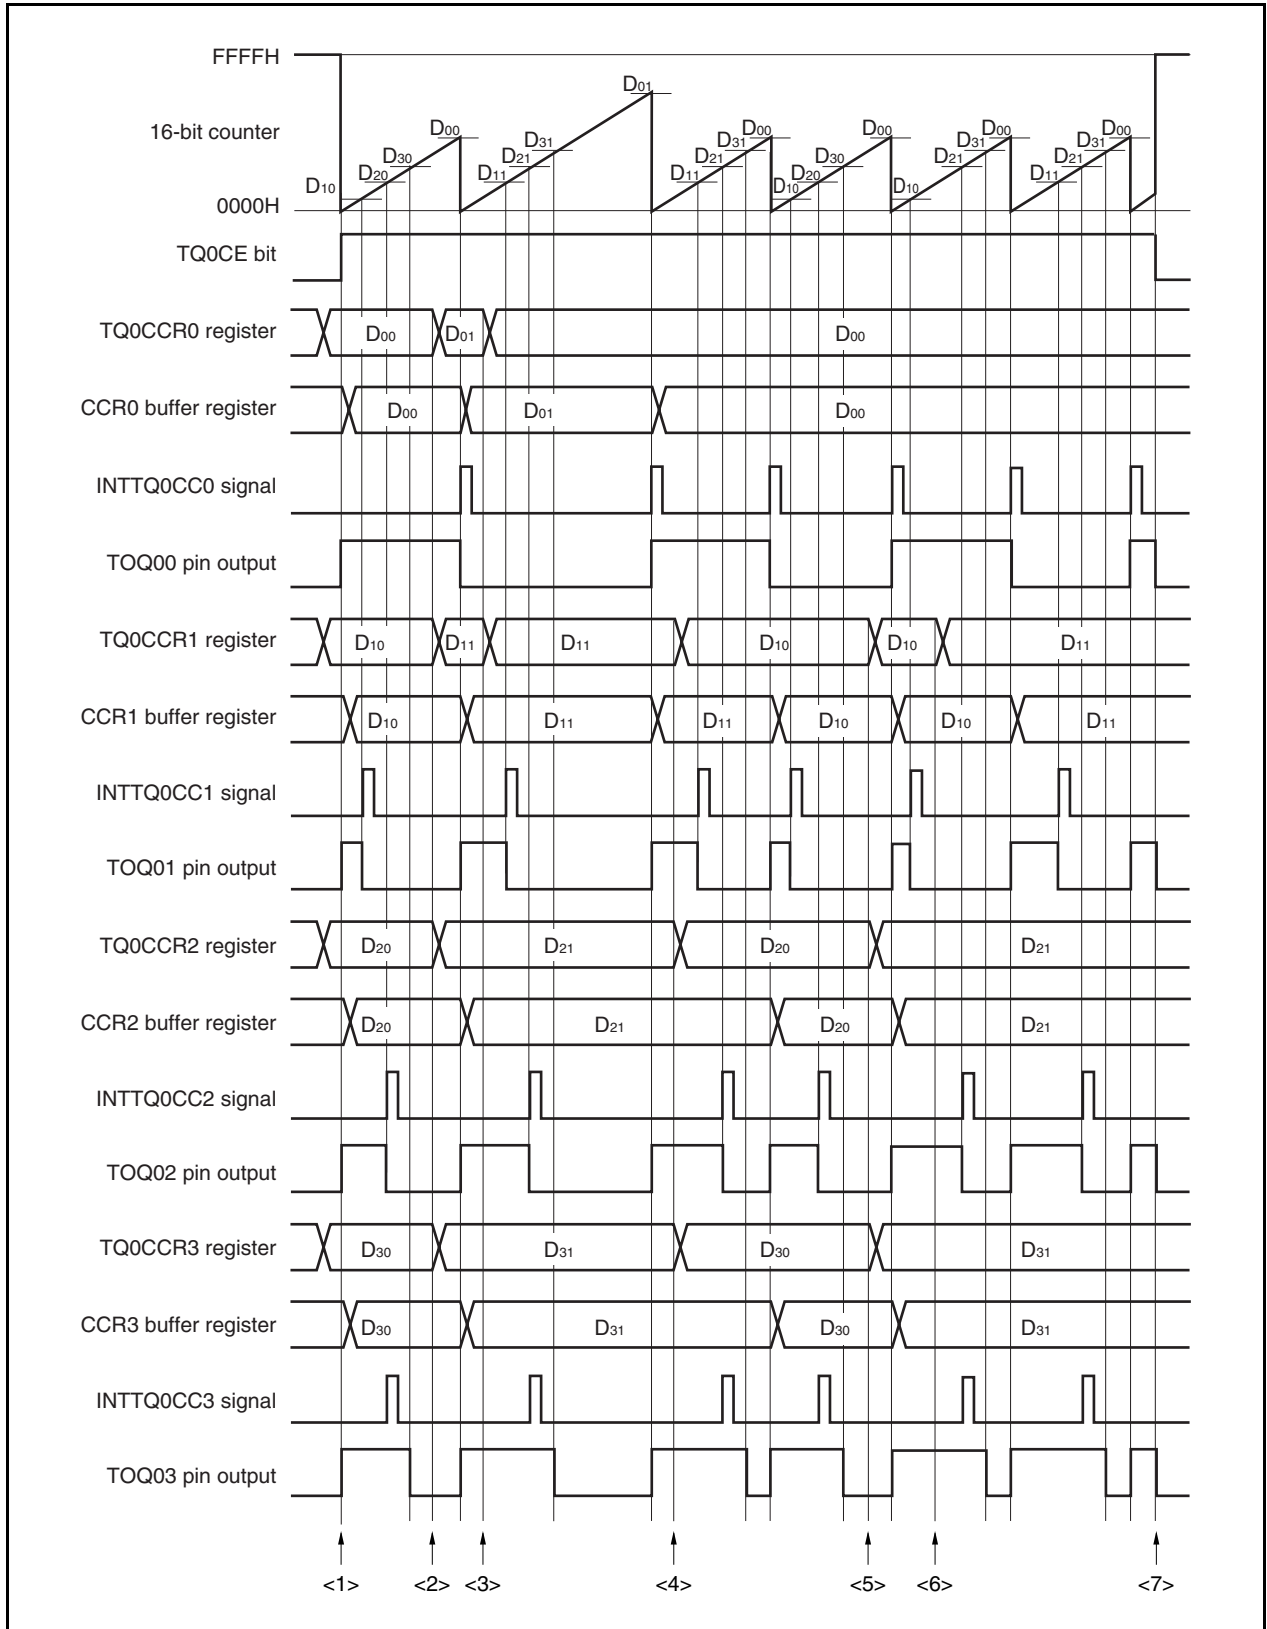 FFFFH
D01
16-bit counter
D00 D00 D00 D00 D00
D30 D31 D31 D30 D31 D31
D20 D21 D21 D20 D21 D21
D10 D11 D11 D10 D10 D11
0000H
TQ0CE bit
TQ0CCR0 register D00 D01 D00
CCR0 buffer register D00 D01 D00
INTTQ0CC0 signal
TOQ00 pin output
TQ0CCR1 register D10 D11 D11 D10 D10 D11
CCR1 buffer register D10 D11 D11 D10 D10 D11
INTTQ0CC1 signal
TOQ01 pin output
TQ0CCR2 register D20 D21 D20 D21
CCR2 buffer register D20 D21 D20 D21
INTTQ0CC2 signal
TOQ02 pin output
TQ0CCR3 register D30 D31 D30 D31
CCR3 buffer register D30 D31 D30 D31
INTTQ0CC3 signal
TOQ03 pin output
<1> <2> <3> <4> <5> <6> <7>